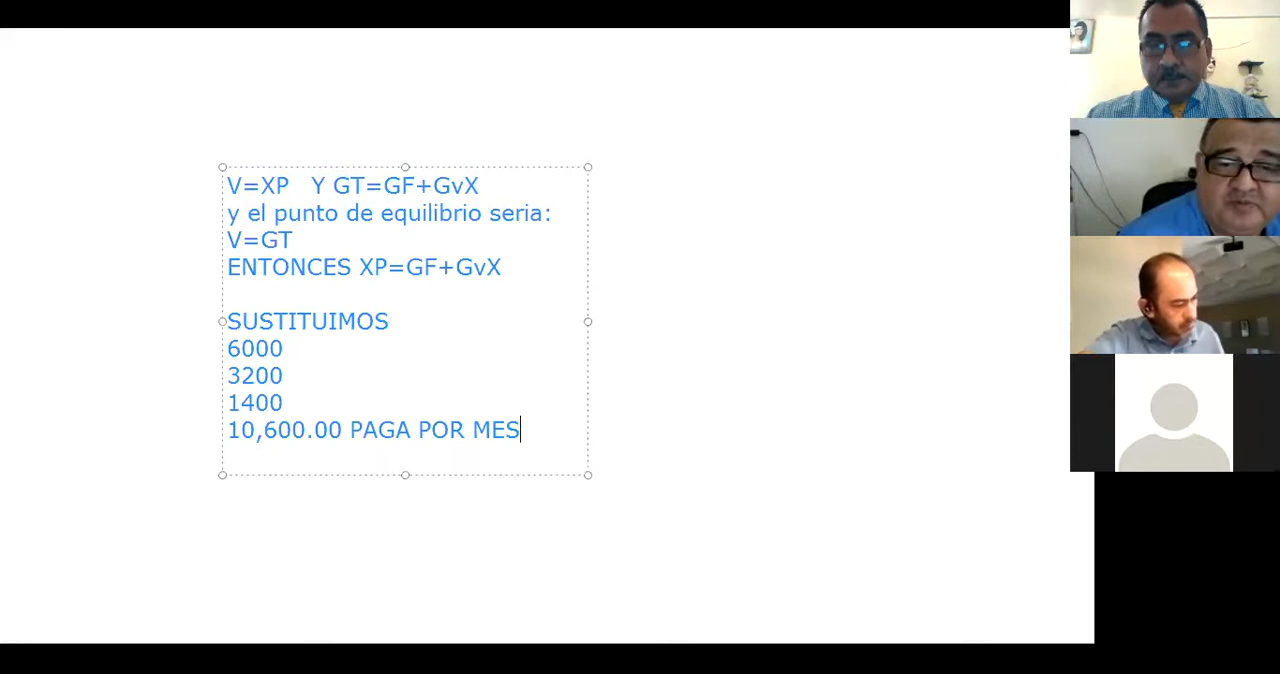 V=XP Y GT=GF+GvX
y el punto de equilibrio seria:
V=GT
ENTONCES XP=GF+GvX
SUSTITUIMOS
6000
3200
1400
10,600.00 PAGA POR MES